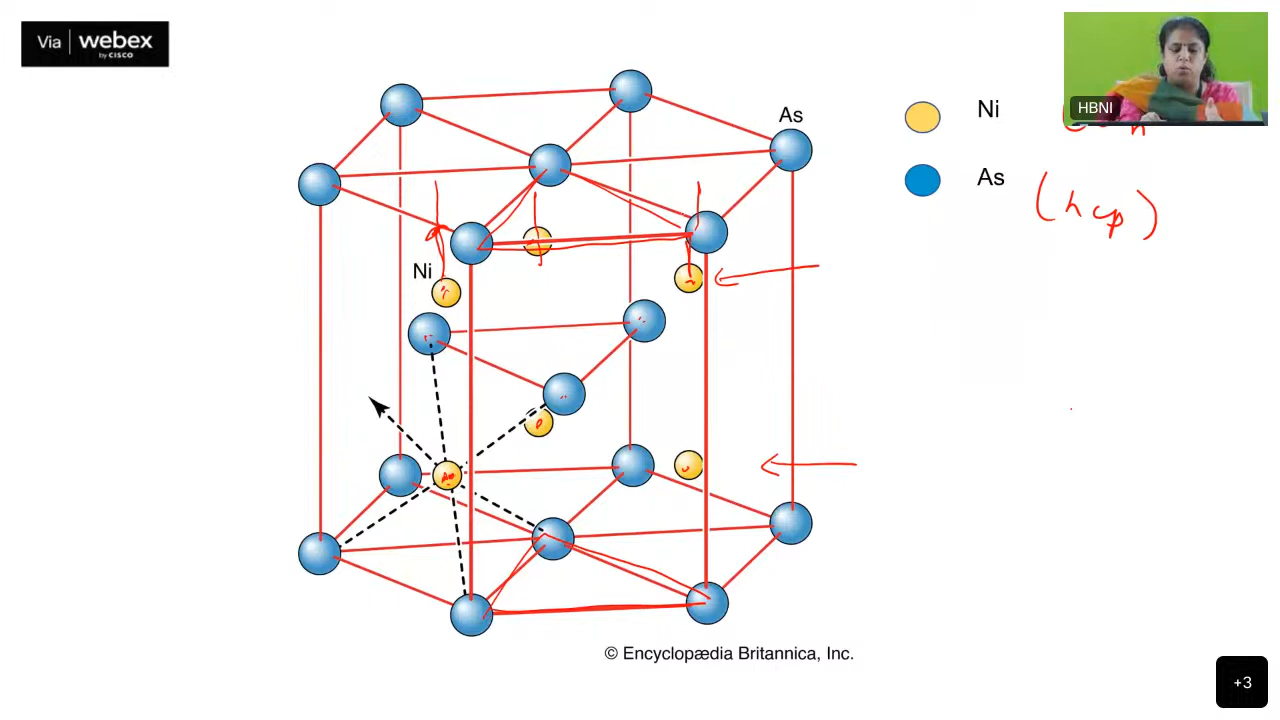 Via webex
by CISCO
HBNI
Ni
As
As
(hcp)
Ni
© Encyclopædia Britannica, Inc.
+3